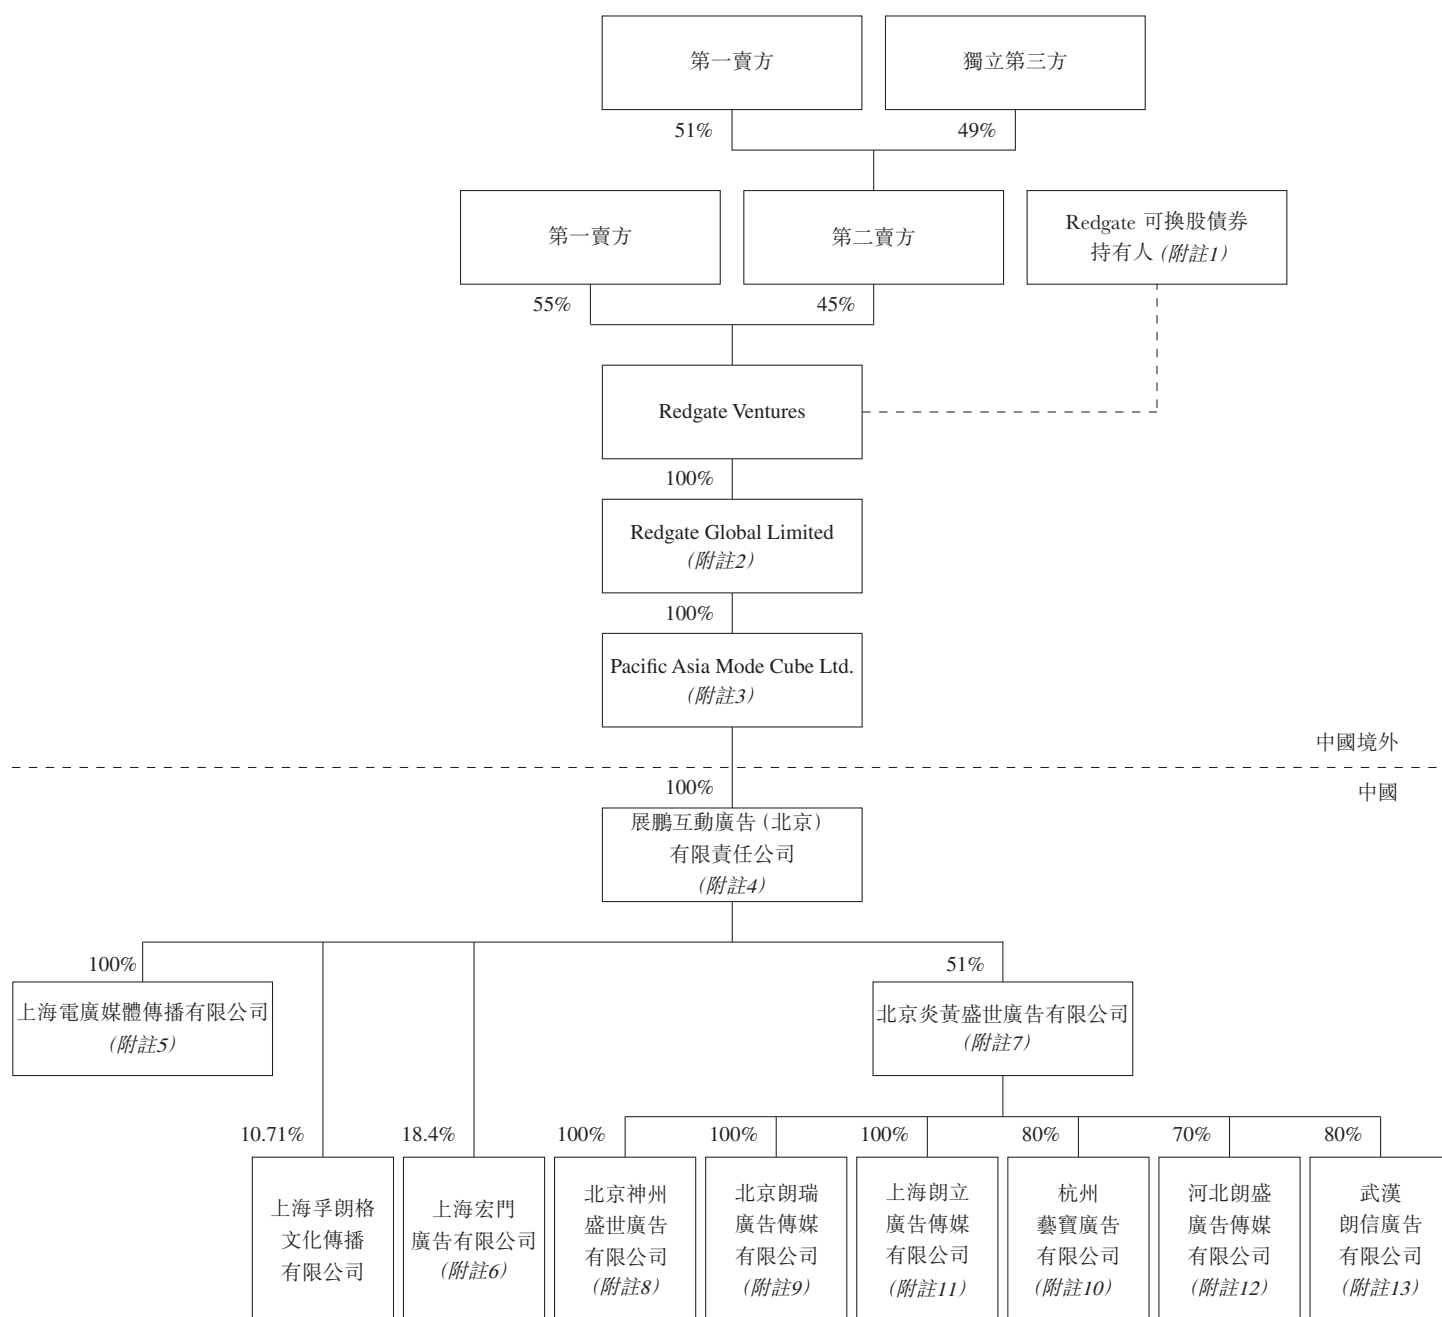 第一賣方
獨立第三方
51%
49%
第一賣方
第二賣方
Redgate 可換股債券
持有人 (附註1)
55%
45%
Redgate Ventures
100%
Redgate Global Limited
(附註2)
100%
Pacific Asia Mode Cube Ltd.
(附註3)
中國境外
100%
中國
展鵬互動廣告(北京)
有限責任公司
(附註4)
100%
51%
上海電廣媒體傳播有限公司
(附註5)
北京炎黃盛世廣告有限公司
(附註7)
10.71%
18.4%
100%
100%
100%
80%
70%
80%
上海孚朗格
文化傳播
有限公司
上海宏門
廣告有限公司
(附註6)
北京神州
盛世廣告
有限公司
(附註8)
北京朗瑞
廣告傳媒
有限公司
(附註9)
上海朗立
廣告傳媒
有限公司
(附註11)
杭州
藝寶廣告
有限公司
(附註10)
河北朗盛
廣告傳媒
有限公司
(附註12)
武漢
朗信廣告
有限公司
(附註13)